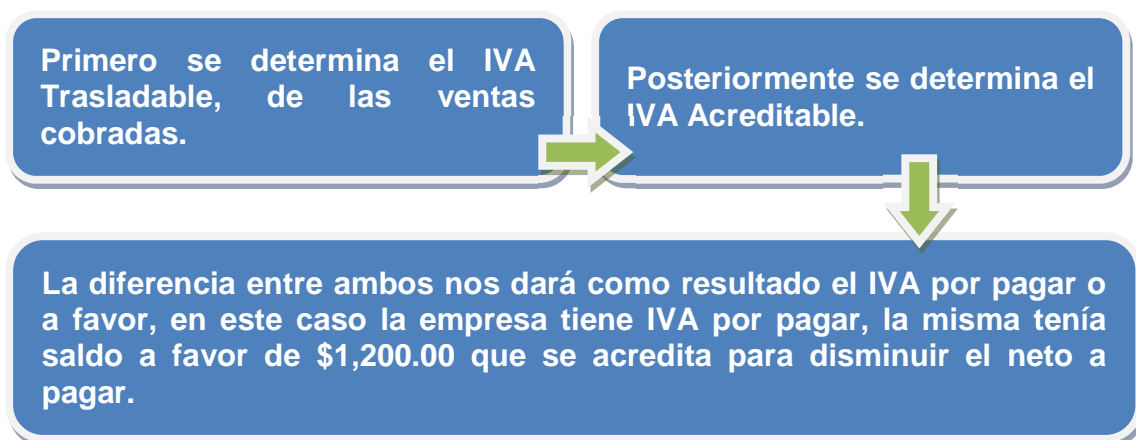 Primero se determina el IVA
Trasladable, de las ventas
cobradas.
Posteriormente se determina el
IVA Acreditable.
La diferencia entre ambos nos dará como resultado el IVA por pagar o
a favor, en este caso la empresa tiene IVA por pagar, la misma tenía
saldo a favor de $1,200.00 que se acredita para disminuir el neto a
pagar.